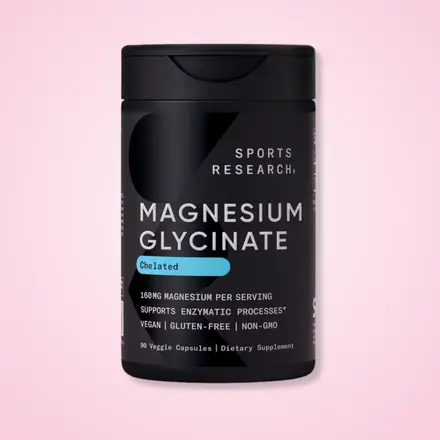 SPORTS
RESEARCH®
MAGNESIUM
GLYCINATE
Chelated
160MG MAGNESIUM PER SERVING
SUPPORTS ENZYMATIC PROCESSES*
VEGAN | GLUTEN-FREE | NON-GMO
90 Veggie Capsules | Dietary Supplement